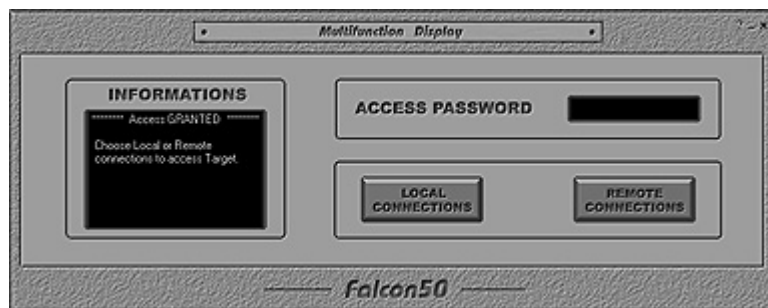 Multifunction Display
? - ×
INFORMATIONS
Access GRANTED
Choose Local or Remote
connections to access Target.
ACCESS PASSWORD
LOCAL
CONNECTIONS
REMOTE
CONNECTIONS
Falcon50